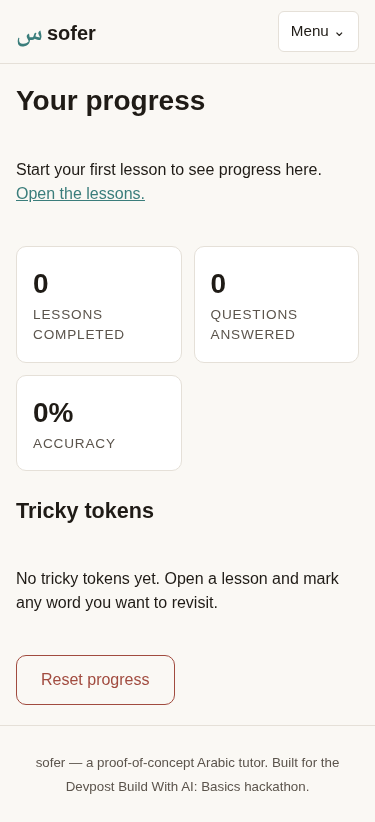 س sofer
Menu
Your progress
Start your first lesson to see progress here.
Open the lessons.
0
LESSONS
COMPLETED
0
QUESTIONS
ANSWERED
0%
ACCURACY
Tricky tokens
No tricky tokens yet. Open a lesson and mark
any word you want to revisit.
Reset progress
sofer — a proof-of-concept Arabic tutor. Built for the
Devpost Build With AI: Basics hackathon.